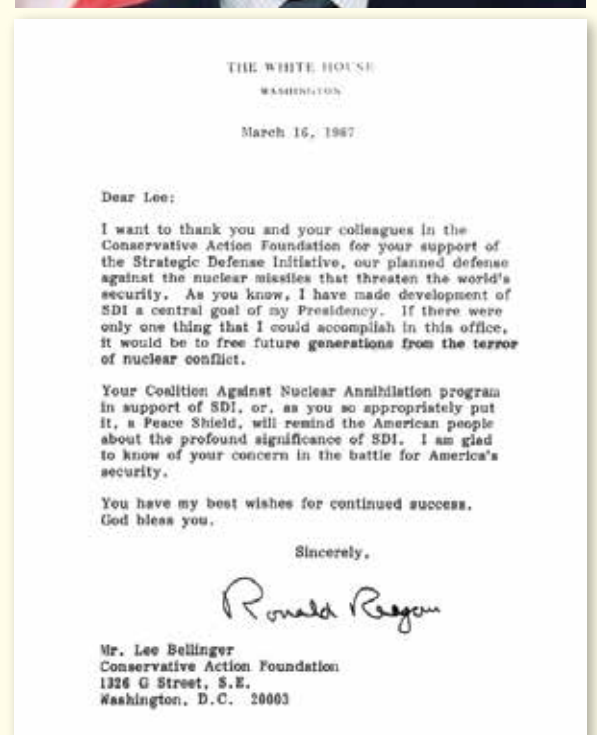 THE WHITE HOUSE
WASHINGTON
March 16, 1987
Dear Lee:
I want to thank you and your colleagues in the
Conservative Action Foundation for your support of
the Strategic Defense Initiative, our planned defense
against the nuclear missiles that threaten the world's
security. As you know, I have made development of
SDI a central goal of my Presidency. If there were
only one thing that I could accomplish in this office,
it would be to free future generations from the terror
of nuclear conflict.
Your Coalition Against Nuclear Annihilation program
in support of SDI, or, as you so appropriately put
it, a Peace Shield, will remind the American people
about the profound significance of SDI. I am glad
to know of your concern in the battle for America's
security.
You have my best wishes for continued success.
God bless you.
Sincerely,
Ronald Reagan
Mr. Lee Bellinger
Conservative Action Foundation
1326 G Street, S.E.
Washington, D.C. 20003